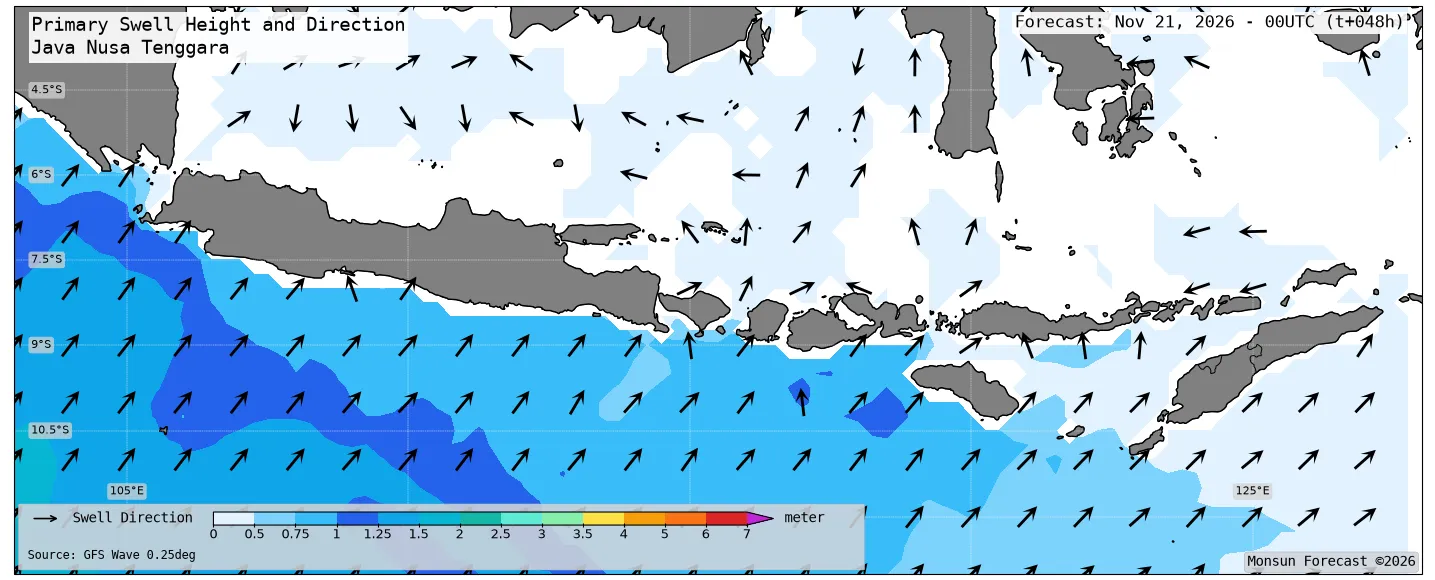 Primary Swell Height and Direction
Java Nusa Tenggara
Forecast: Nov 21, 2026 - 00UTC (t+048h)
4.5°S
6°S
7.5°S
9°S
10.5°S
105°E
125°E
Swell Direction
0 0.5 0.75 1 1.25 1.5 2 2.5 3 3.5 4 5 6 7
meter
Source: GFS Wave 0.25deg
Monsun Forecast ©2026